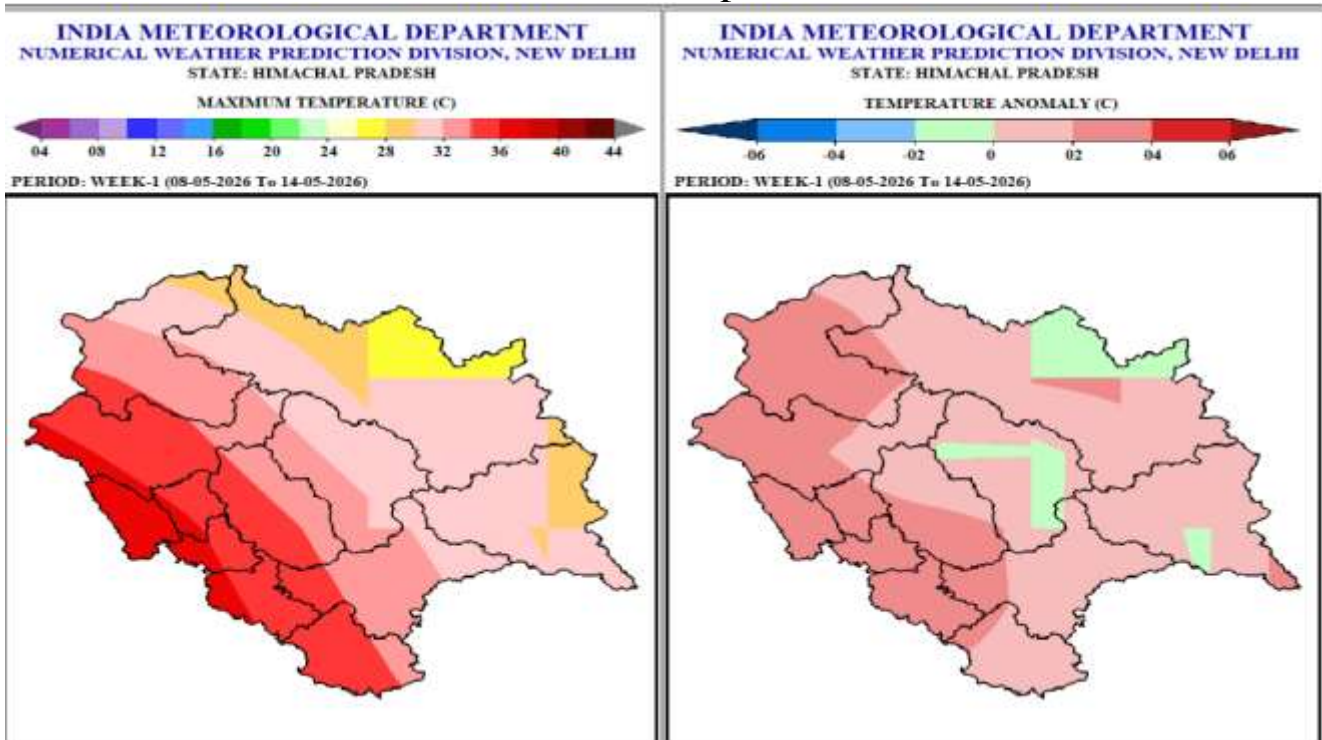 INDIA METEOROLOGICAL DEPARTMENT
NUMERICAL WEATHER PREDICTION DIVISION, NEW DELHI
STATE: HIMACHAL PRADESH
MAXIMUM TEMPERATURE (C)
04 08 12 16 20 24 28 32 36 40 44
PERIOD: WEEK-1 (08-05-2026 To 14-05-2026)
INDIA METEOROLOGICAL DEPARTMENT
NUMERICAL WEATHER PREDICTION DIVISION, NEW DELHI
STATE: HIMACHAL PRADESH
TEMPERATURE ANOMALY (C)
-06 -04 -02 0 02 04 06
PERIOD: WEEK-1 (08-05-2026 To 14-05-2026)